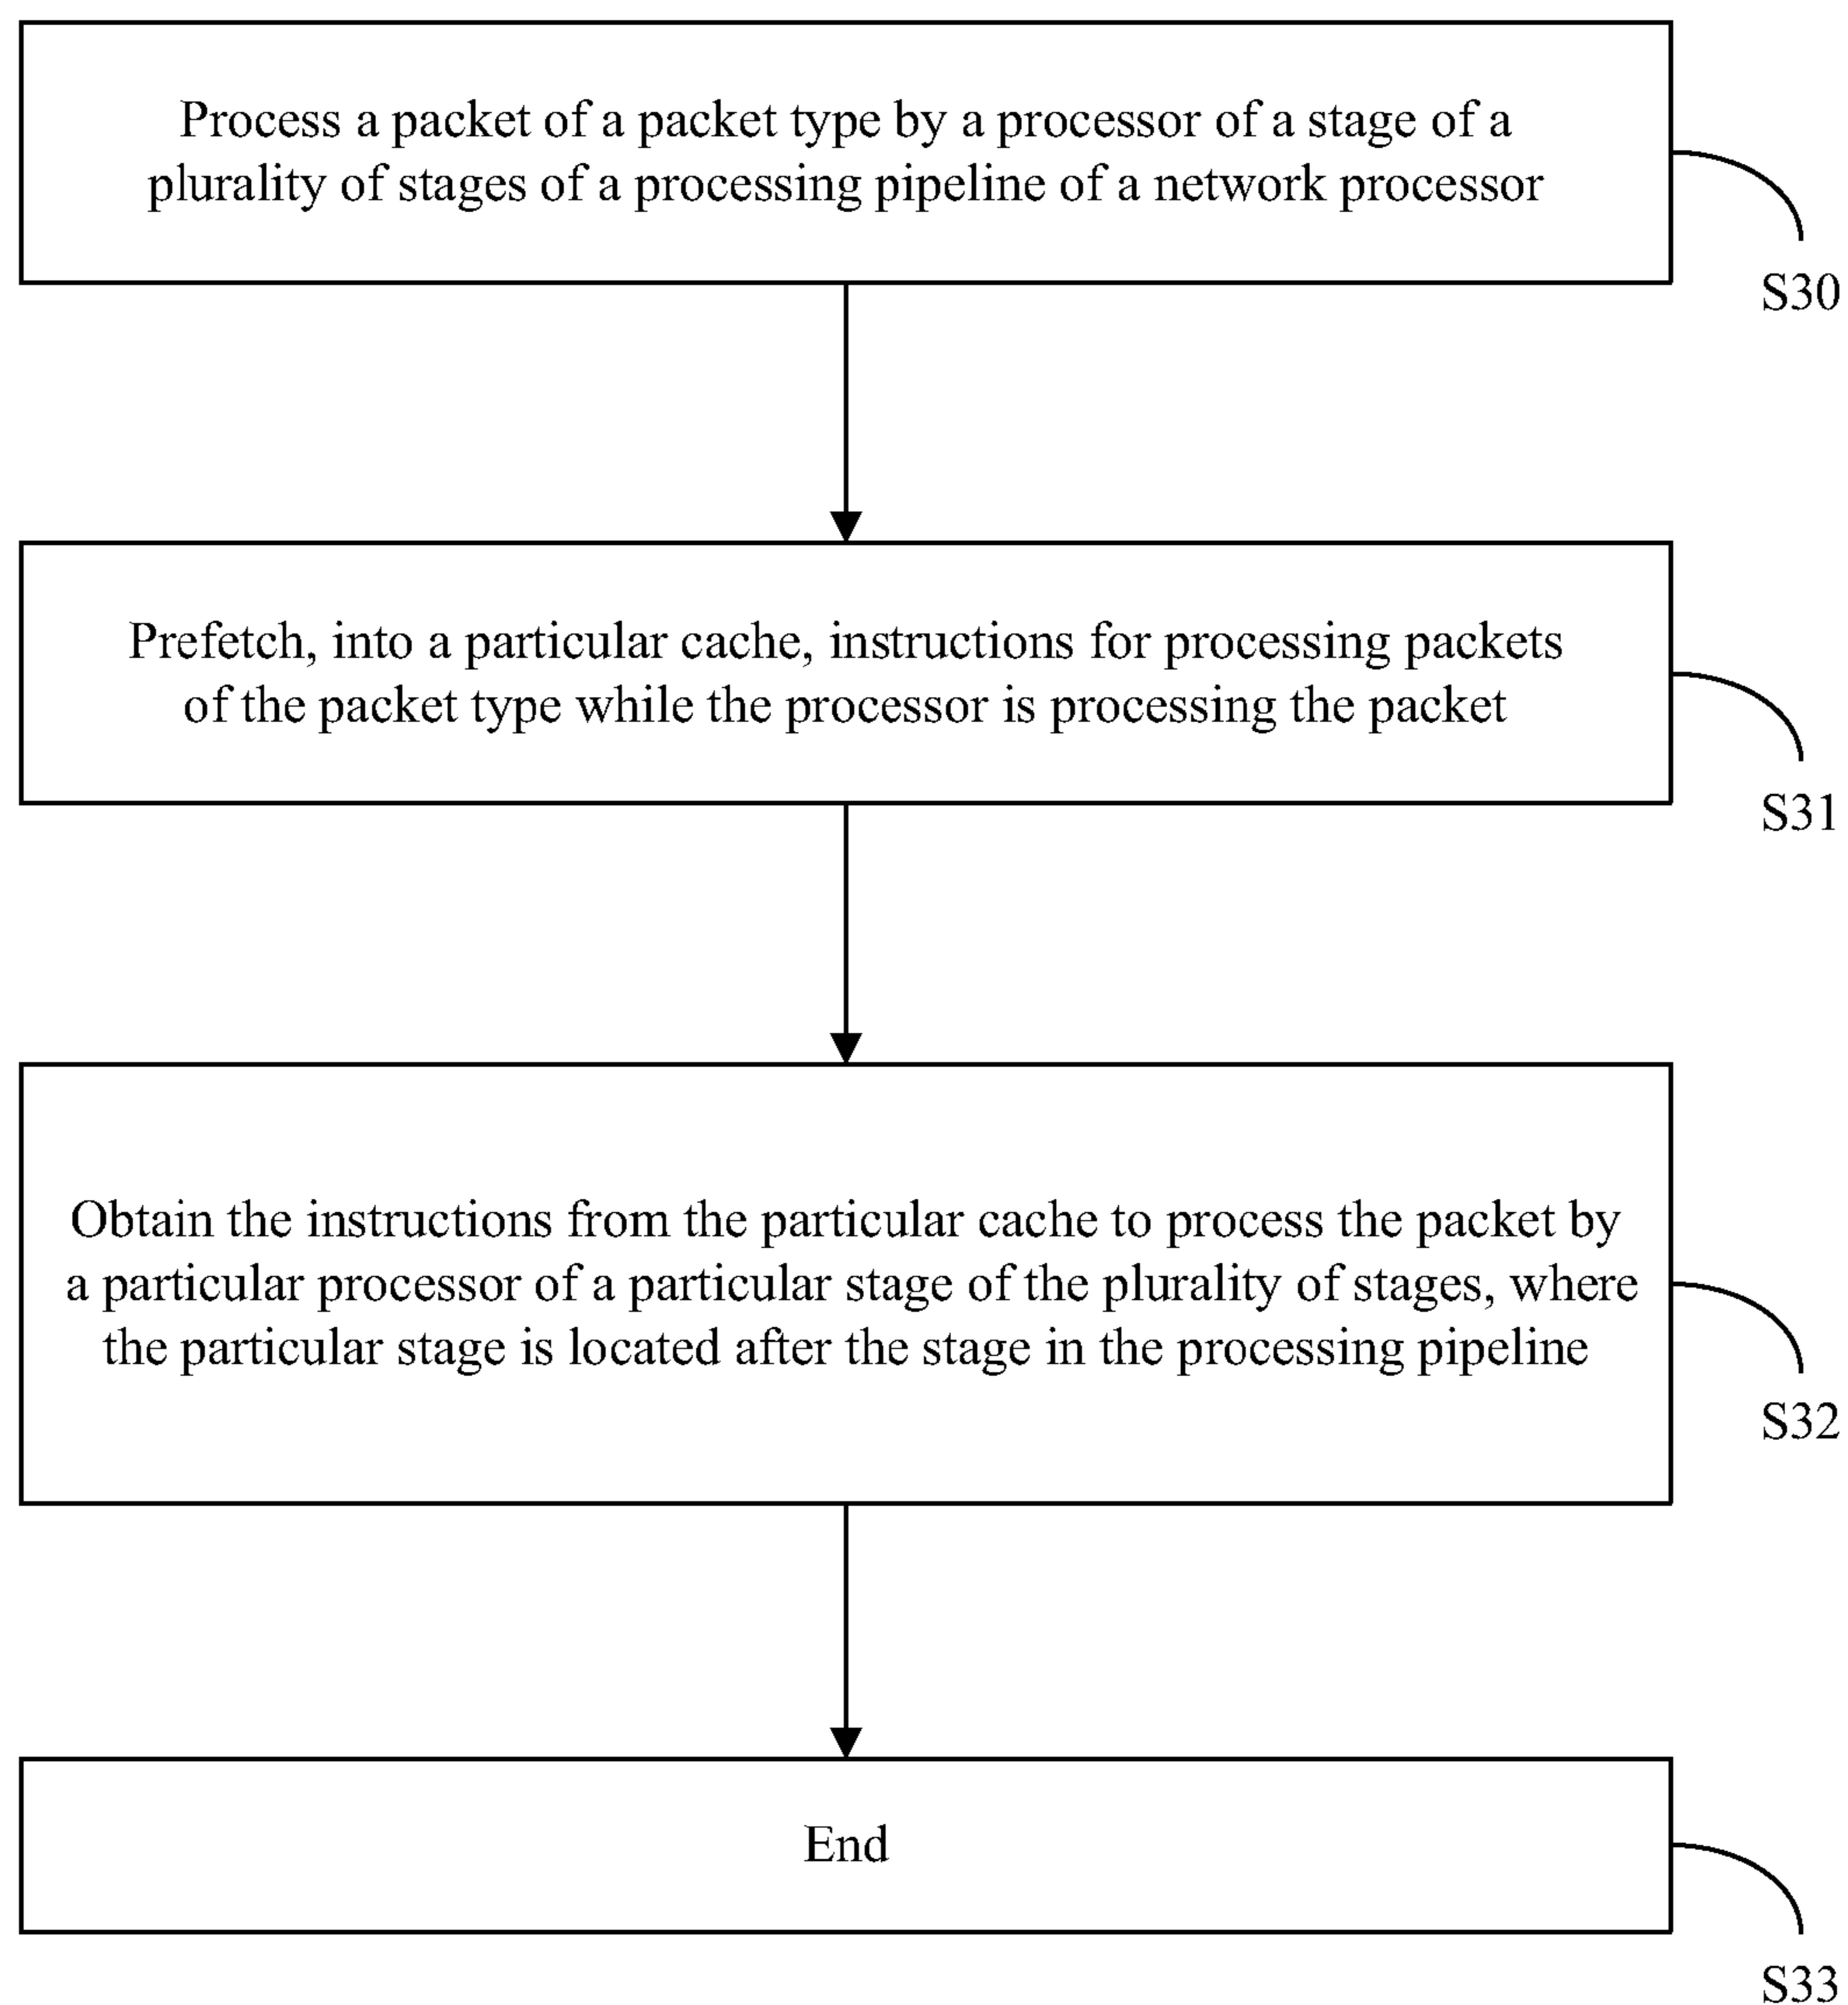 Process a packet of a packet type by a processor of a stage of a
plurality of stages of a processing pipeline of a network processor
S30
Prefetch, into a particular cache, instructions for processing packets
of the packet type while the processor is processing the packet
S31
Obtain the instructions from the particular cache to process the packet by
a particular processor of a particular stage of the plurality of stages, where
the particular stage is located after the stage in the processing pipeline
S32
End
S33